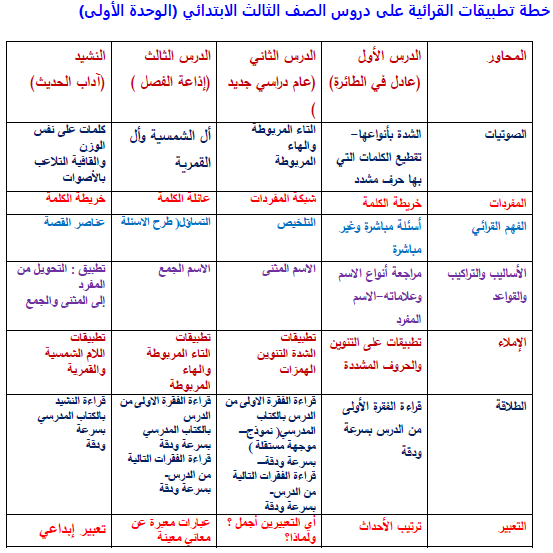 خطة تطبيقات القرائية على دروس الصف الثالث الابتدائي (الوحدة الأولى)
المحاور
الدرس الأول
(عادل في الطائرة)
الدرس الثاني
(عام دراسي جديد
)
الدرس الثالث
(إذاعة الفصل )
النشيد
(آداب الحديث)
الصوتيات
الشدة بأنواعها-
تقطيع الكلمات التي
بها حرف مشدد
التاء المربوطة
والهاء
المربوطة
أل الشمسية وأل
القمرية
كلمات على نفس
الوزن
والقافية التلاعب
بالأصوات
المفردات
خريطة الكلمة
شبكة المفردات
عائلة الكلمة
خريطة الكلمة
الفهم القرائي
أسئلة مباشرة وغير
مباشرة
التلخيص
التساؤل( طرح الاسئلة
عناصر القصة
الأساليب والتراكيب
والقواعد
مراجعة أنواع الاسم
وعلاماته-الاسم
المفرد
الاسم المثنى
الاسم الجمع
تطبيق : التحويل من
المفرد
إلى المثنى والجمع
الإملاء
تطبيقات على التنوين
والحروف المشددة
تطبيقات
الشدة التنوين
الهمزات
تطبيقات
التاء المربوطة
والهاء
المربوطة
تطبيقات
اللام الشمسية
والقمرية
الطلاقة
قراءة الفقرة الأولى
من الدرس بسرعة
ودقة
قراءة الفقرة الاولى من
الدرس بالكتاب
المدرسي( نموذج–
موجهة مستقلة )
بسرعة ودقة–
قراءة الفقرات التالية
من الدرس-
بسرعة ودقة
قراءة الفقرة الاولى من
الدرس
بالكتاب المدرسي
بسرعة ودقة
قراءة الفقرات التالية
من الدرس-
بسرعة ودقة
قراءة النشيد
بالكتاب المدرسي
بسرعة
ودقة
التعبير
ترتيب الأحداث
أي التعبيرين أجمل ؟
ولماذا؟
عبارات معبرة عن
معاني معينة
تعبير إبداعي